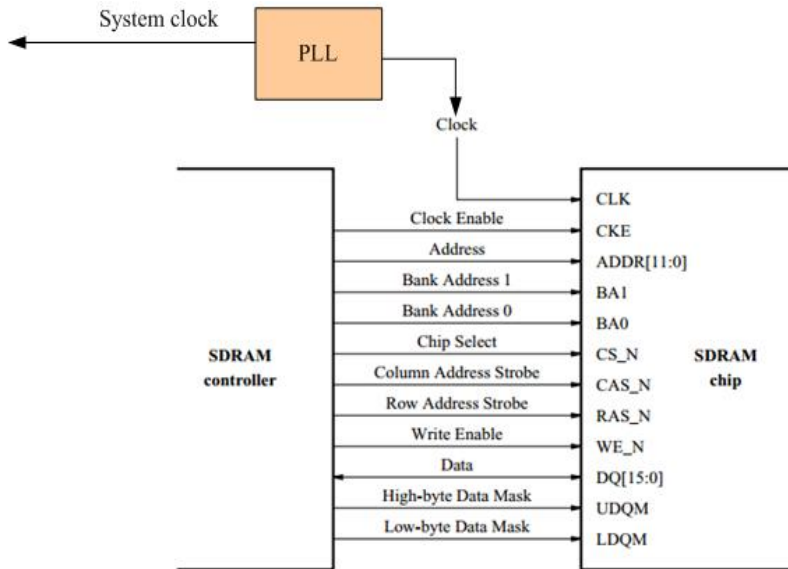 System clock
PLL
Clock
CLK
Clock Enable
CKE
Address
ADDR[11:0]
Bank Address 1
BA1
Bank Address 0
BA0
Chip Select
CS_N
SDRAM
controller
SDRAM
chip
Column Address Strobe
CAS_N
Row Address Strobe
RAS_N
Write Enable
WE_N
Data
DQ[15:0]
High-byte Data Mask
UDQM
Low-byte Data Mask
LDQM